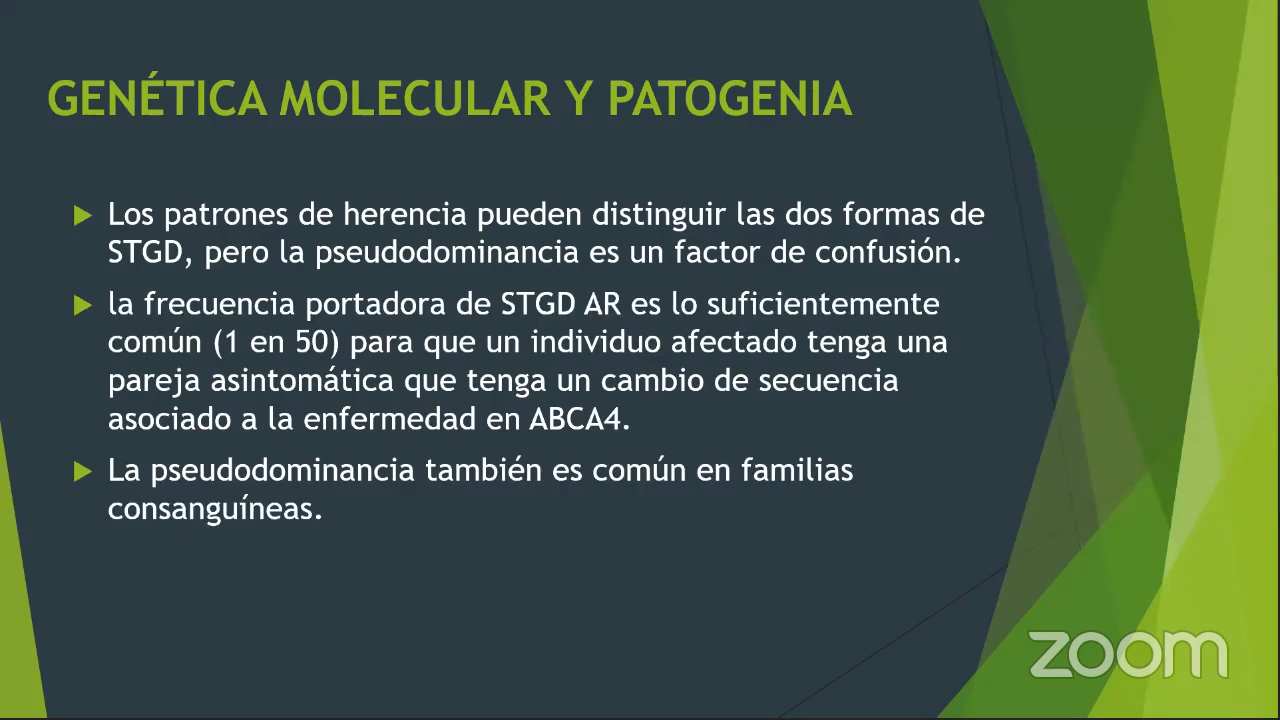 GENÉTICA MOLECULAR Y PATOGENIA
Los patrones de herencia pueden distinguir las dos formas de
STGD, pero la pseudodominancia es un factor de confusión.
la frecuencia portadora de STGD AR es lo suficientemente
común (1 en 50) para que un individuo afectado tenga una
pareja asintomática que tenga un cambio de secuencia
asociado a la enfermedad en ABCA4.
La pseudodominancia también es común en familias
consanguíneas.
zoom